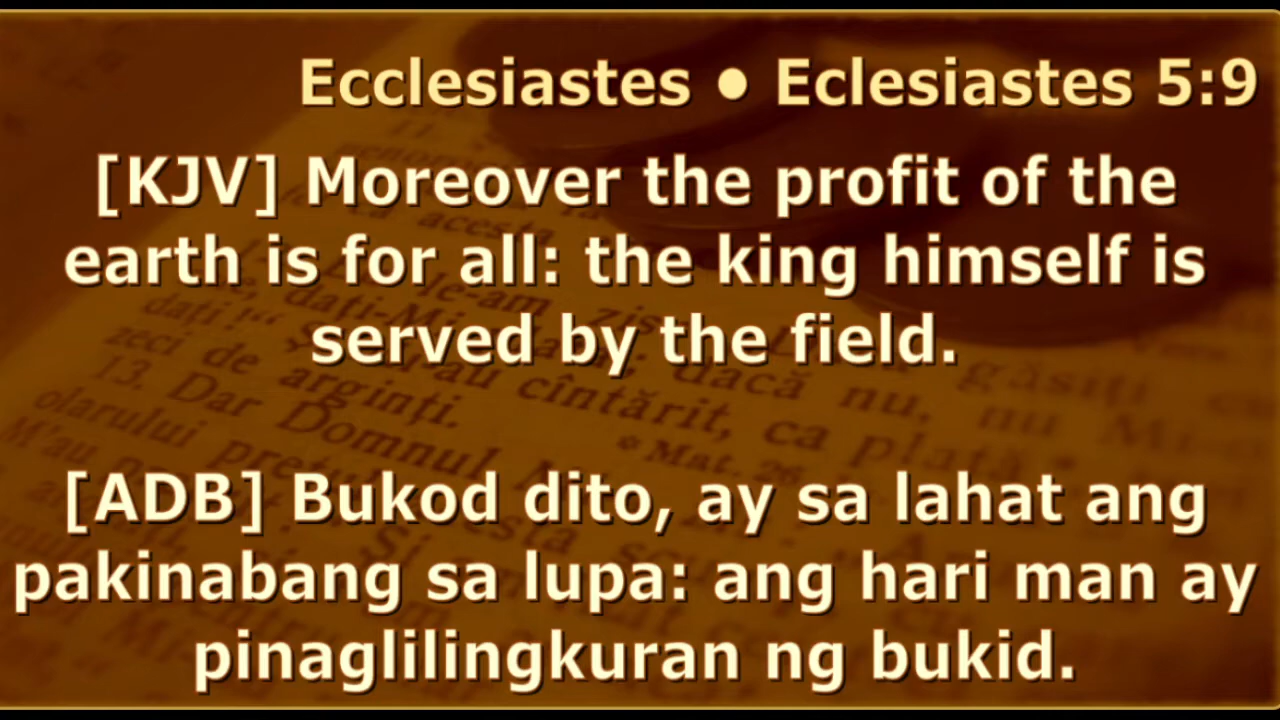 Ecclesiastes • Eclesiastes 5:9
[KJV] Moreover the profit of the
earth is for all: the king himself is
served by the field.
[ADB] Bukod dito, ay sa lahat ang
pakinabang sa lupa: ang hari man ay
pinaglilingkuran ng bukid.